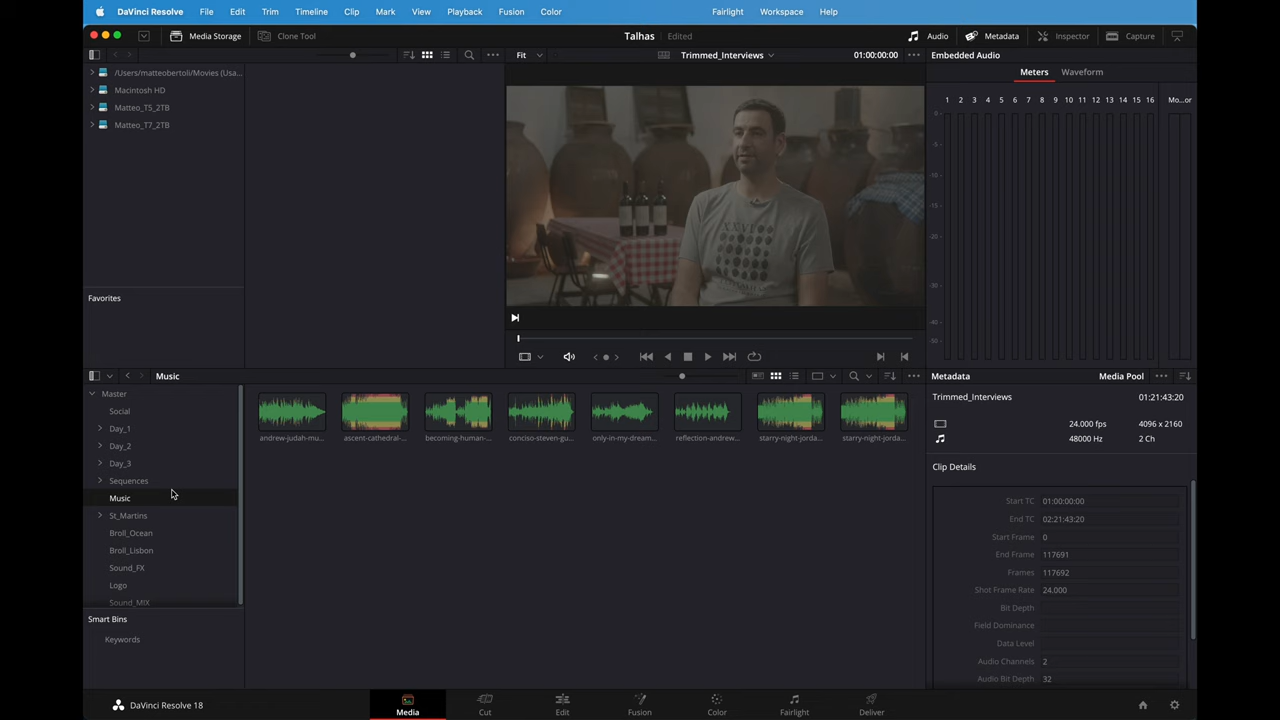 DaVinci Resolve File Edit Trim Timeline Clip Mark View Playback Fusion Color Fairlight Workspace Help
Media Storage Clone Tool Talhas Edited Audio Metadata Inspector Capture
Fit Trimmed_Interviews 01:00:00:00 Embedded Audio
/Users/matteobertoli/Movies (Usa...
Macintosh HD
Matteo_T5_2TB
Matteo_T7_2TB
Favorites
Meters Waveform
1 2 3 4 5 6 7 8 9 10 11 12 13 14 15 16 Mo...or
0
-5
-10
-15
-20
-30
-40
-50
Music
Master
Social
Day_1
Day_2
Day_3
Sequences
Music
St_Martins
Broll_Ocean
Broll_Lisbon
Sound_FX
Logo
Sound_MIX
Smart Bins
Keywords
andrew-judah-mu... ascent-cathedral-... becoming-human-... conciso-steven-gu... only-in-my-dream... reflection-andrew... starry-night-jorda... starry-night-jorda...
Metadata Media Pool
Trimmed_Interviews 01:21:43:20
24.000 fps 4096 x 2160
48000 Hz 2 Ch
Clip Details
Start TC 01:00:00:00
End TC 02:21:43:20
Start Frame 0
End Frame 117691
Frames 117692
Shot Frame Rate 24.000
Bit Depth
Field Dominance
Data Level
Audio Channels 2
Audio Bit Depth 32
DaVinci Resolve 18 Media Cut Edit Fusion Color Fairlight Deliver